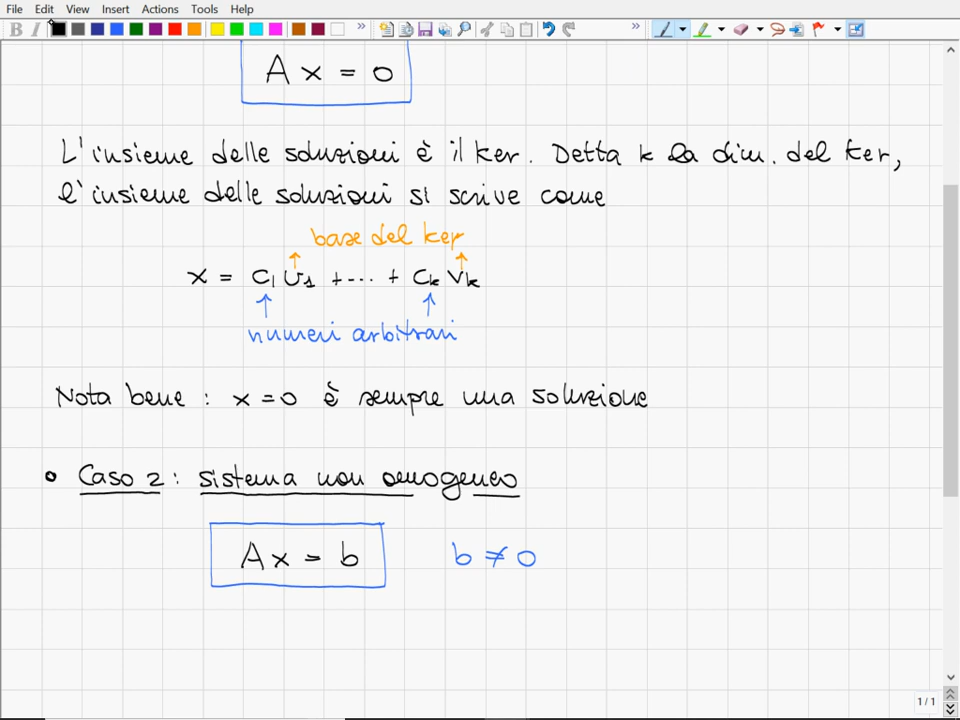 File Edit View Insert Actions Tools Help
B I
A x = 0
L'insieme delle soluzioni è il ker. Detta k la dim. del ker,
l'insieme delle soluzioni si scrive come
base del ker
x = c1 v1 + ... + ck vk
numeri arbitrari
Nota bene : x = 0 è sempre una soluzione
• Caso 2 : sistema non omogeneo
A x = b b ≠ 0
1 / 1